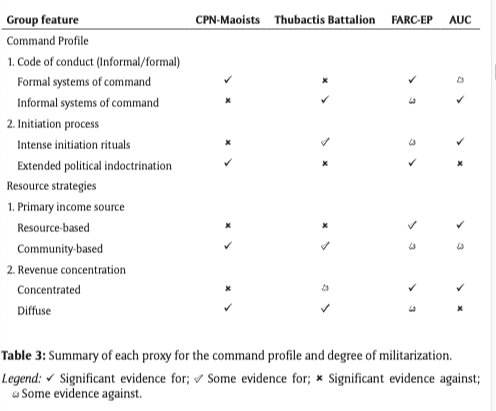 Group feature CPN-Maoists Thubactis Battalion FARC-EP AUC
Command Profile
1. Code of conduct (Informal/formal)
Formal systems of command ✓ ✖ ✓ ఐ
Informal systems of command ✖ ✓ ఐ ✓
2. Initiation process
Intense initiation rituals ✖ ✓ ఐ ✓
Extended political indoctrination ✓ ✖ ✓ ✖
Resource strategies
1. Primary income source
Resource-based ✖ ✖ ✓ ✓
Community-based ✓ ✓ ఐ ఐ
2. Revenue concentration
Concentrated ✖ ఐ ✓ ✓
Diffuse ✓ ✓ ఐ ✖
Table 3: Summary of each proxy for the command profile and degree of militarization.
Legend: ✓ Significant evidence for; ✓ Some evidence for; ✖ Significant evidence against;
ఐ Some evidence against.